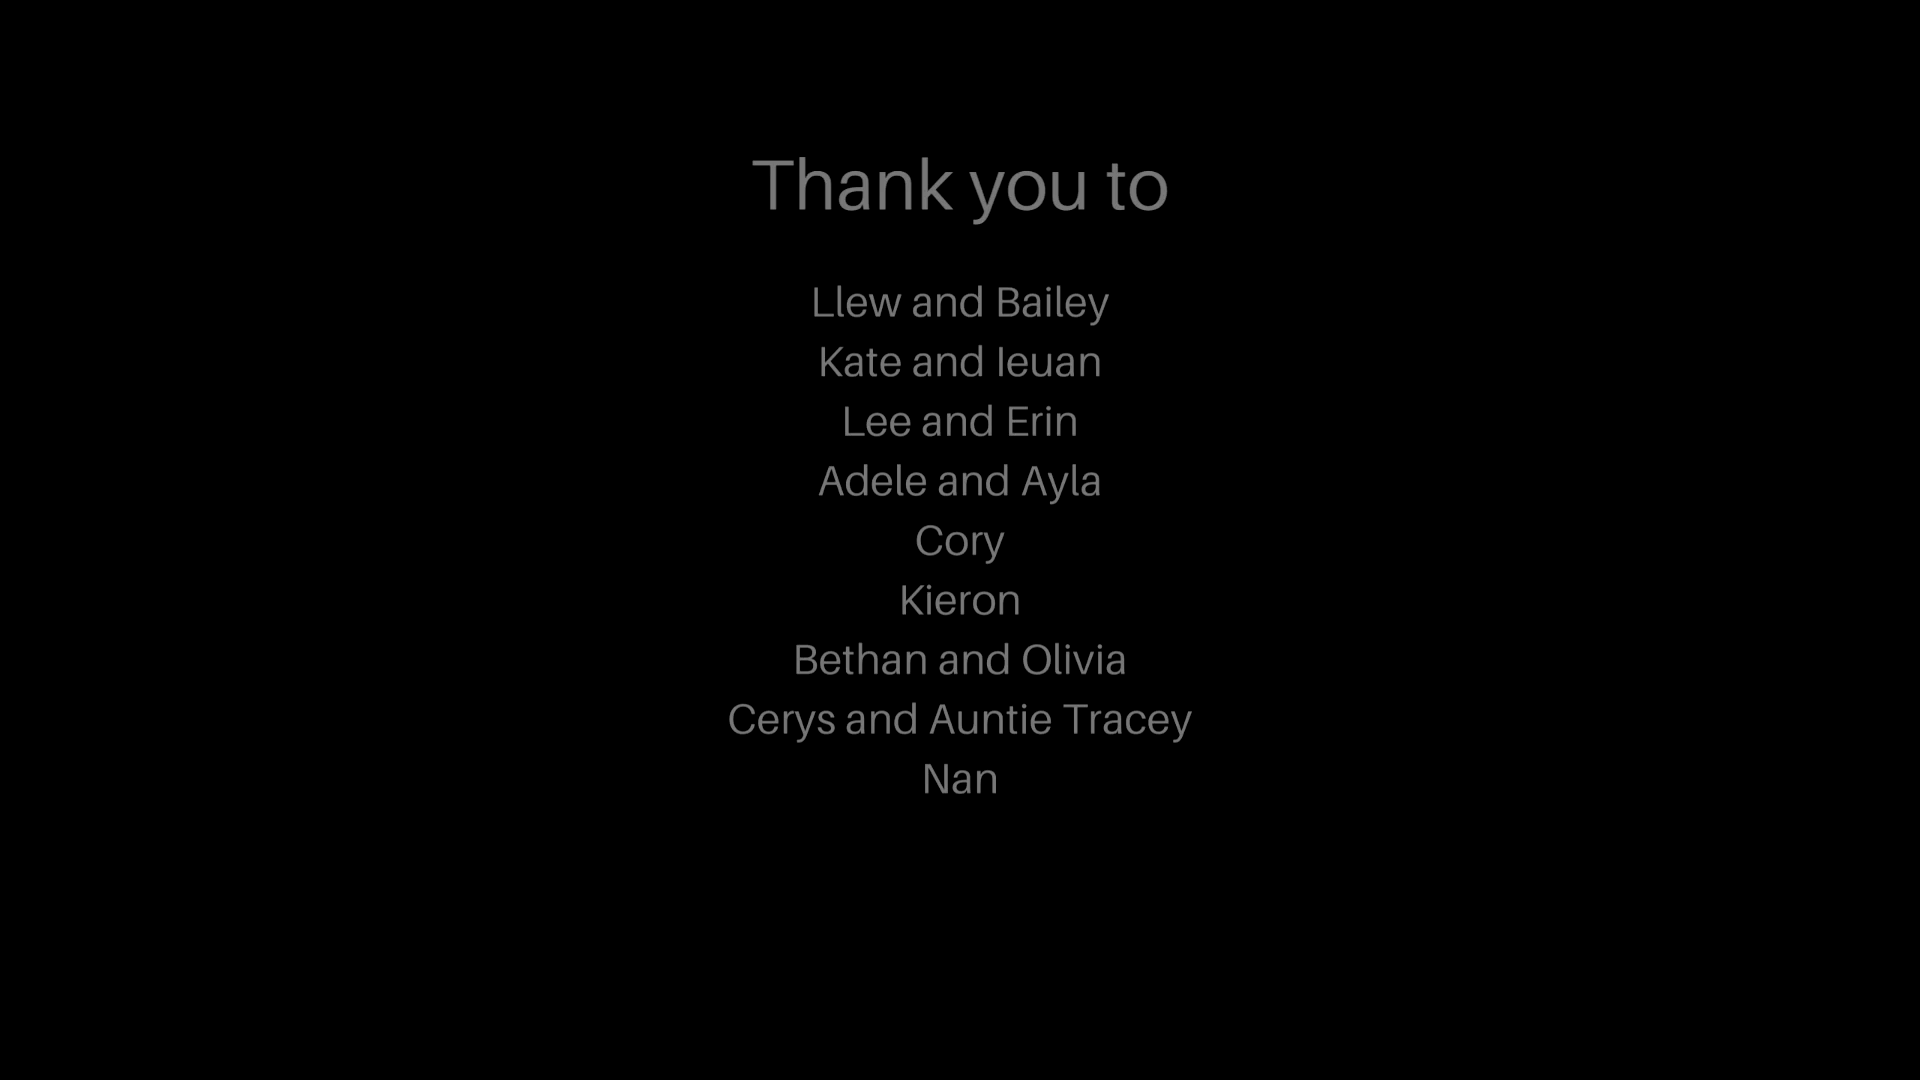 Thank you to
Llew and Bailey
Kate and Ieuan
Lee and Erin
Adele and Ayla
Cory
Kieron
Bethan and Olivia
Cerys and Auntie Tracey
Nan